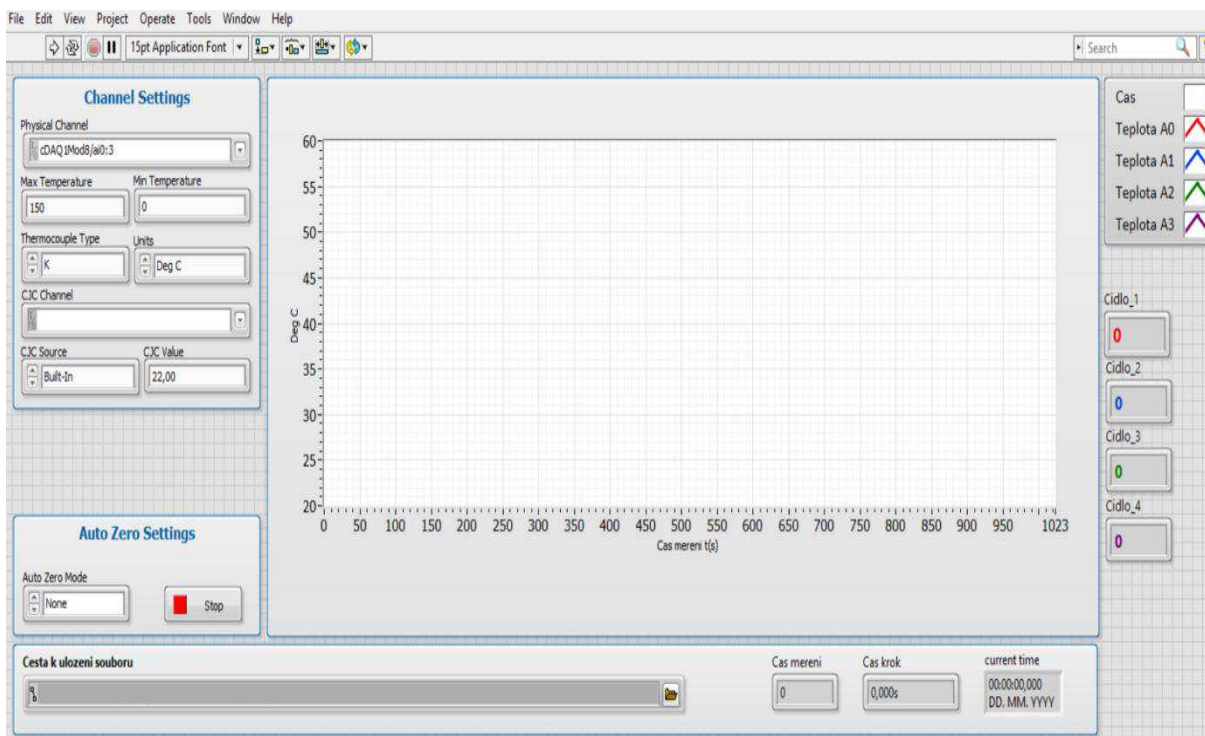 File Edit View Project Operate Tools Window Help
15pt Application Font
Search
Channel Settings
Physical Channel
cDAQ1Mod8/ai0:3
Max Temperature Min Temperature
150 0
Thermocouple Type Units
K Deg C
CJC Channel
CJC Source CJC Value
Built-In 22,00
Auto Zero Settings
Auto Zero Mode
None Stop
60
55
50
45
40
35
30
25
20
Deg C
0 50 100 150 200 250 300 350 400 450 500 550 600 650 700 750 800 850 900 950 1023
Cas mereni t(s)
Cas
Teplota A0
Teplota A1
Teplota A2
Teplota A3
Cidlo_1
0
Cidlo_2
0
Cidlo_3
0
Cidlo_4
0
Cesta k ulozeni souboru
Cas mereni Cas krok current time
0 0,000s 00:00:00,000
DD. MM. YYYY